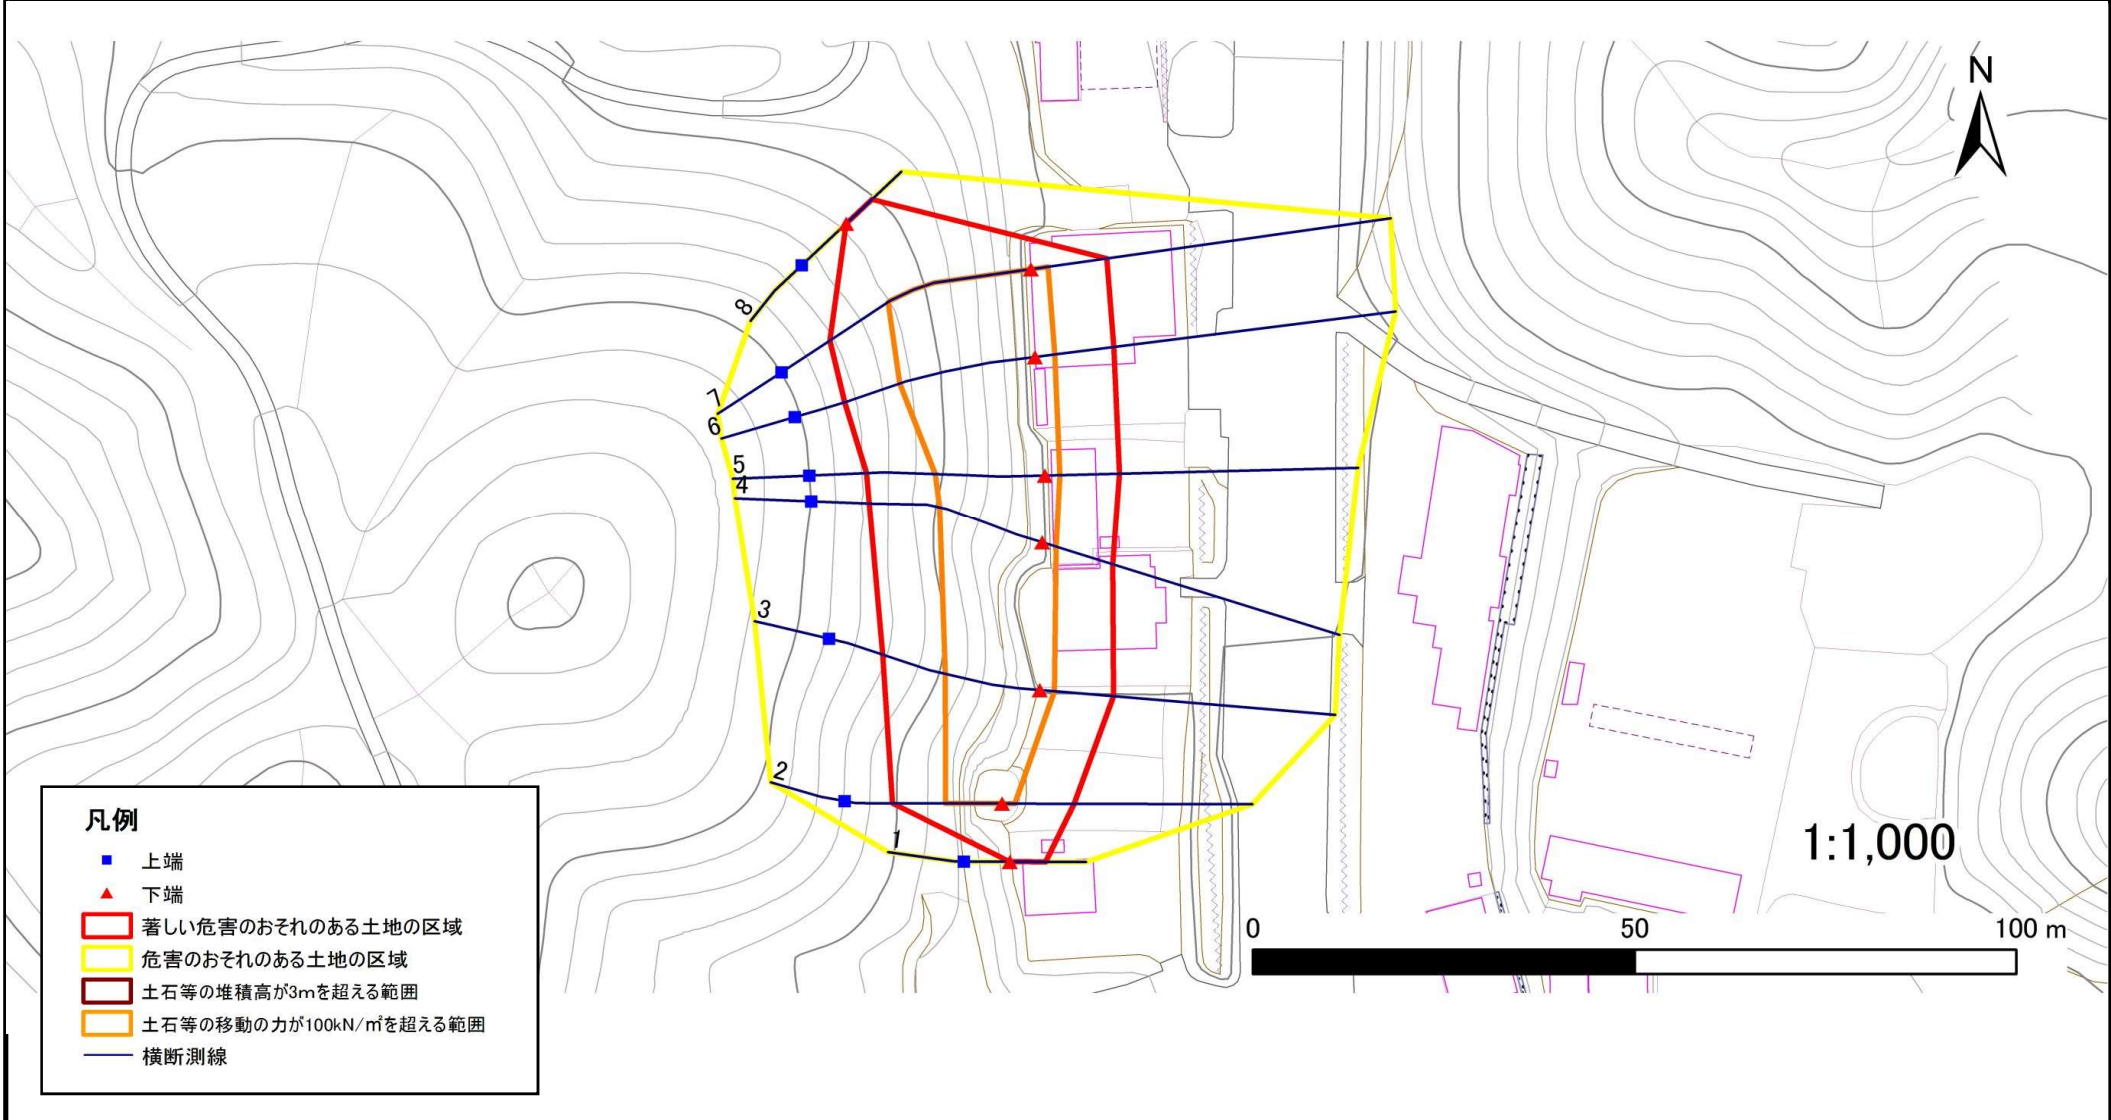 N
8
7
6
5
4
3
2
1
凡例
上端
下端
著しい危害のおそれのある土地の区域
危害のおそれのある土地の区域
土石等の堆積高が3mを超える範囲
土石等の移動の力が100kN/㎡を超える範囲
横断測線
1:1,000
0 50 100 m